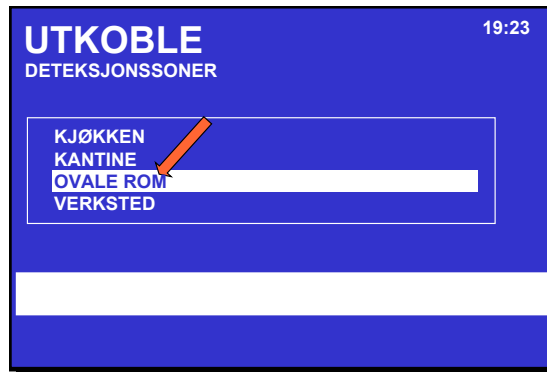 UTKOBLE
19:23
DETEKSJONSSONER
KJØKKEN
KANTINE
OVALE ROM
VERKSTED